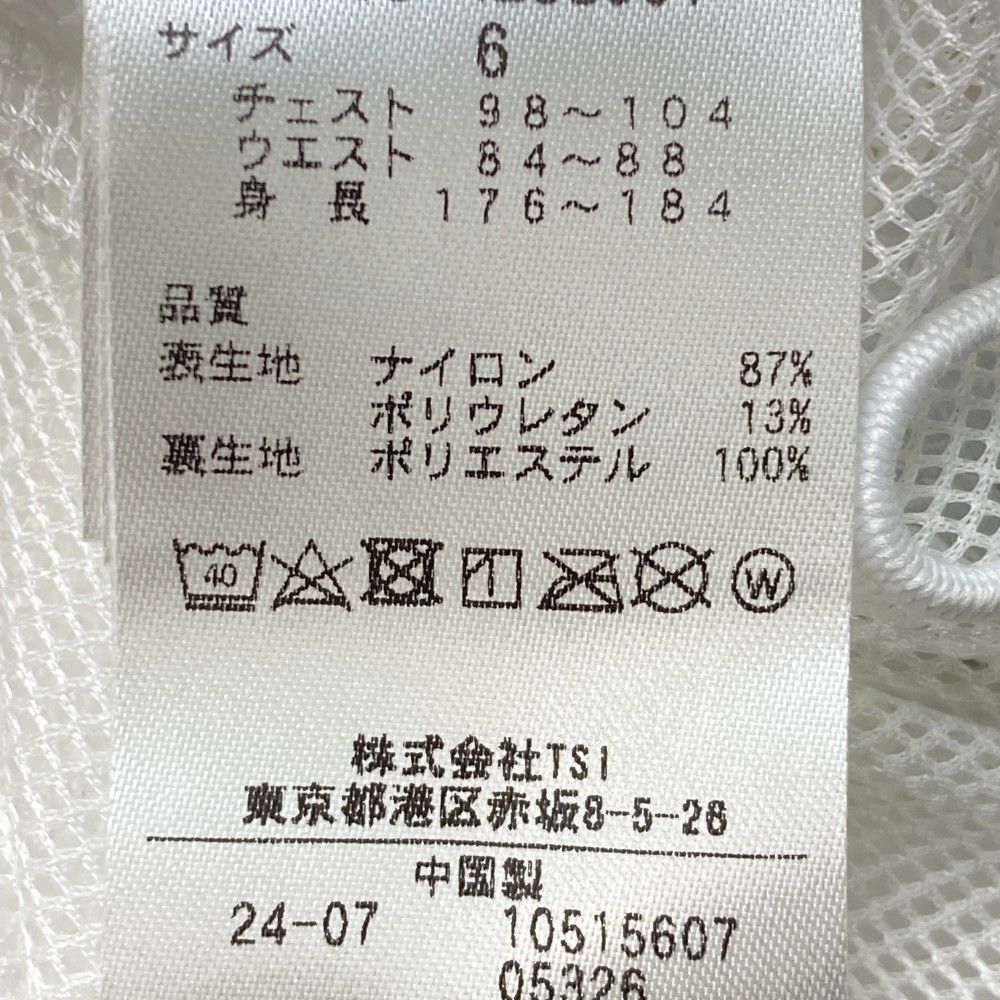 サイズ 6
チェスト 98～104
ウエスト 84～88
身長 176～184
品質
表生地 ナイロン 87%
ポリウレタン 13%
裏生地 ポリエステル 100%
40 W
株式会社TSI
東京都港区赤坂8-5-26
中国製
24-07 10515607
05326